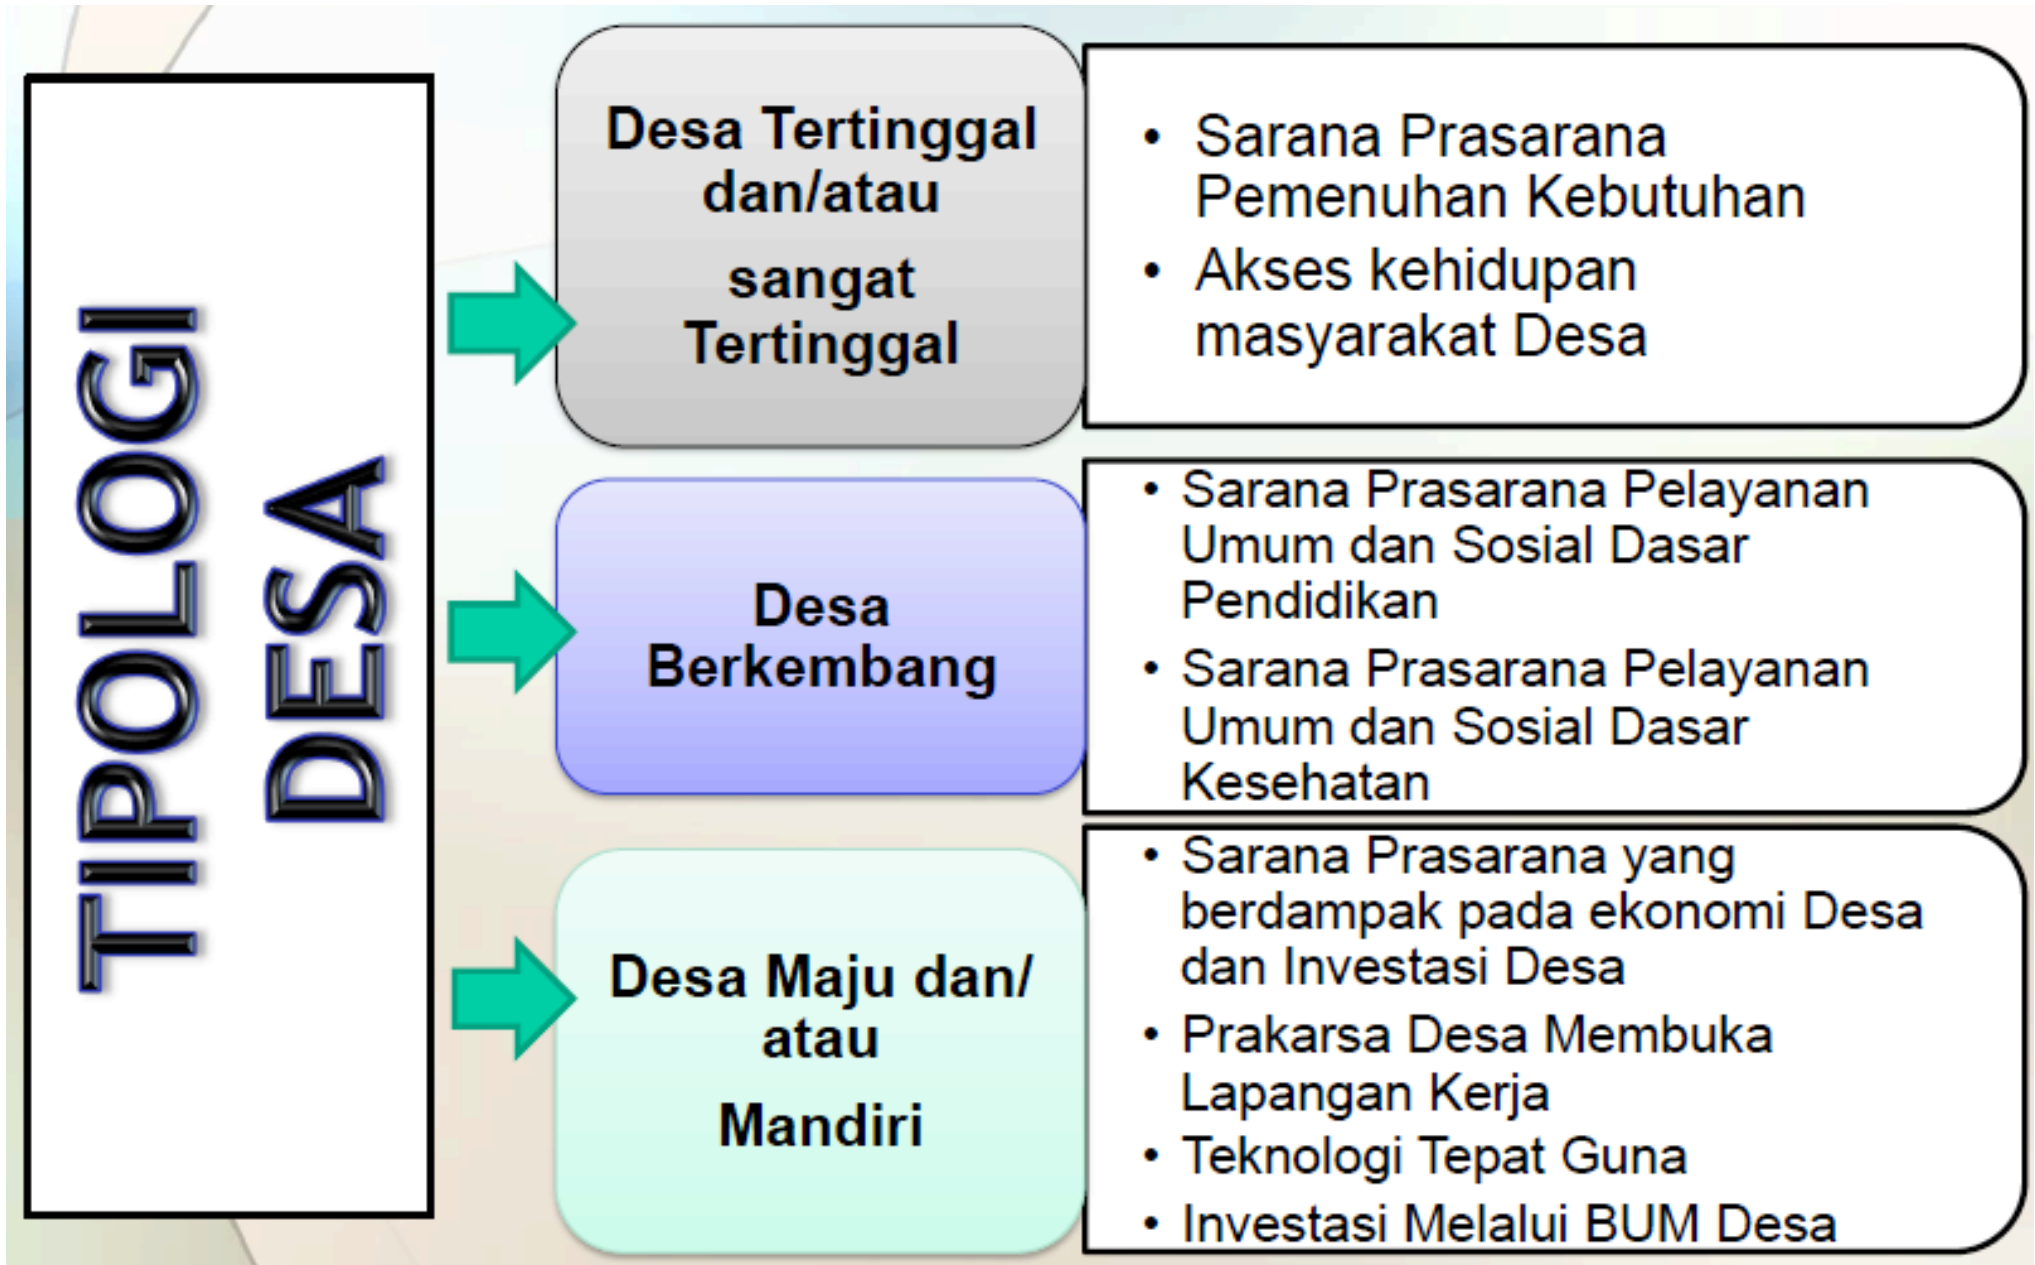 TIPOLOGI
DESA
Desa Tertinggal
dan/atau
sangat
Tertinggal
• Sarana Prasarana
Pemenuhan Kebutuhan
• Akses kehidupan
masyarakat Desa
Desa
Berkembang
• Sarana Prasarana Pelayanan
Umum dan Sosial Dasar
Pendidikan
• Sarana Prasarana Pelayanan
Umum dan Sosial Dasar
Kesehatan
Desa Maju dan/
atau
Mandiri
• Sarana Prasarana yang
berdampak pada ekonomi Desa
dan Investasi Desa
• Prakarsa Desa Membuka
Lapangan Kerja
• Teknologi Tepat Guna
• Investasi Melalui BUM Desa